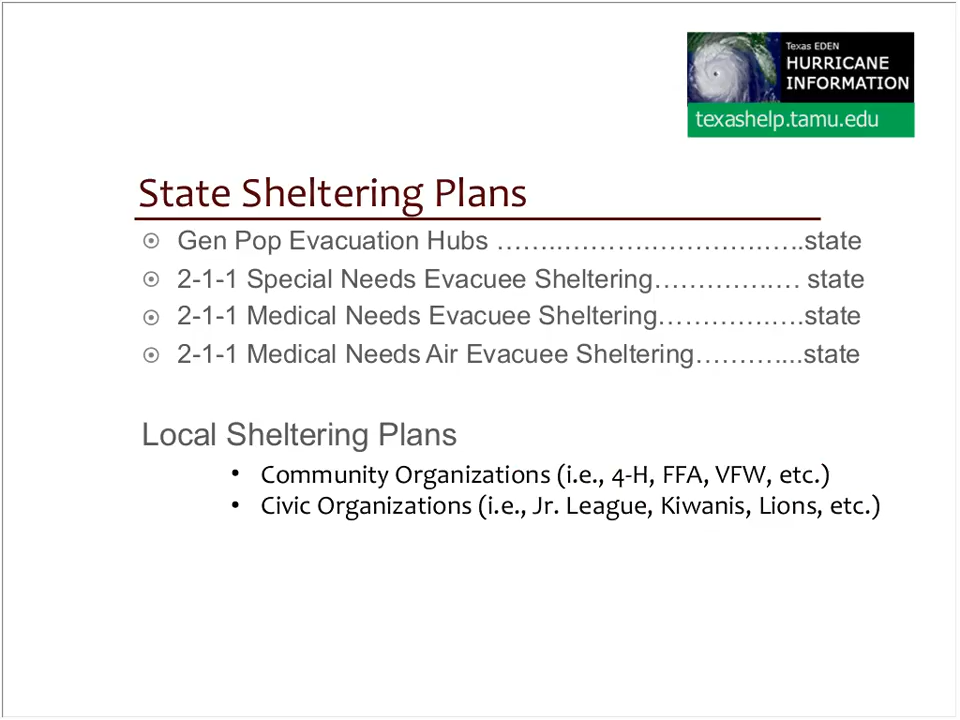 Texas EDEN
HURRICANE
INFORMATION
texashelp.tamu.edu
State Sheltering Plans
Gen Pop Evacuation Hubs ……..……….………….…..state
2-1-1 Special Needs Evacuee Sheltering………….… state
2-1-1 Medical Needs Evacuee Sheltering………….….state
2-1-1 Medical Needs Air Evacuee Sheltering………...state
Local Sheltering Plans
• Community Organizations (i.e., 4-H, FFA, VFW, etc.)
• Civic Organizations (i.e., Jr. League, Kiwanis, Lions, etc.)